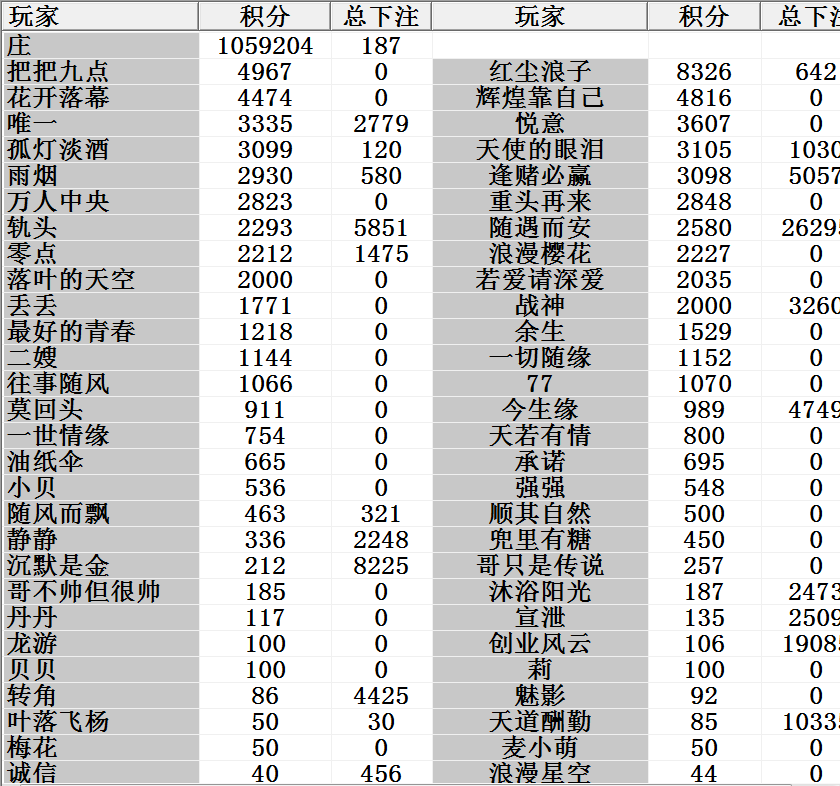 玩家 积分 总下注 玩家 积分 总下注
庄 1059204 187
把把九点 4967 0 红尘浪子 8326 642
花开落幕 4474 0 辉煌靠自己 4816 0
唯一 3335 2779 悦意 3607 0
孤灯淡酒 3099 120 天使的眼泪 3105 1030
雨烟 2930 580 逢赌必赢 3098 5057
万人中央 2823 0 重头再来 2848 0
轨头 2293 5851 随遇而安 2580 26295
零点 2212 1475 浪漫樱花 2227 0
落叶的天空 2000 0 若爱请深爱 2035 0
丢丢 1771 0 战神 2000 3260
最好的青春 1218 0 余生 1529 0
二嫂 1144 0 一切随缘 1152 0
往事随风 1066 0 77 1070 0
莫回头 911 0 今生缘 989 4749
一世情缘 754 0 天若有情 800 0
油纸伞 665 0 承诺 695 0
小贝 536 0 强强 548 0
随风而飘 463 321 顺其自然 500 0
静静 336 2248 兜里有糖 450 0
沉默是金 212 8225 哥只是传说 257 0
哥不帅但很帅 185 0 沐浴阳光 187 2473
丹丹 117 0 宣泄 135 2509
龙游 100 0 创业风云 106 19085
贝贝 100 0 莉 100 0
转角 86 4425 魅影 92 0
叶落飞杨 50 30 天道酬勤 85 10335
梅花 50 0 麦小萌 50 0
诚信 40 456 浪漫星空 44 0